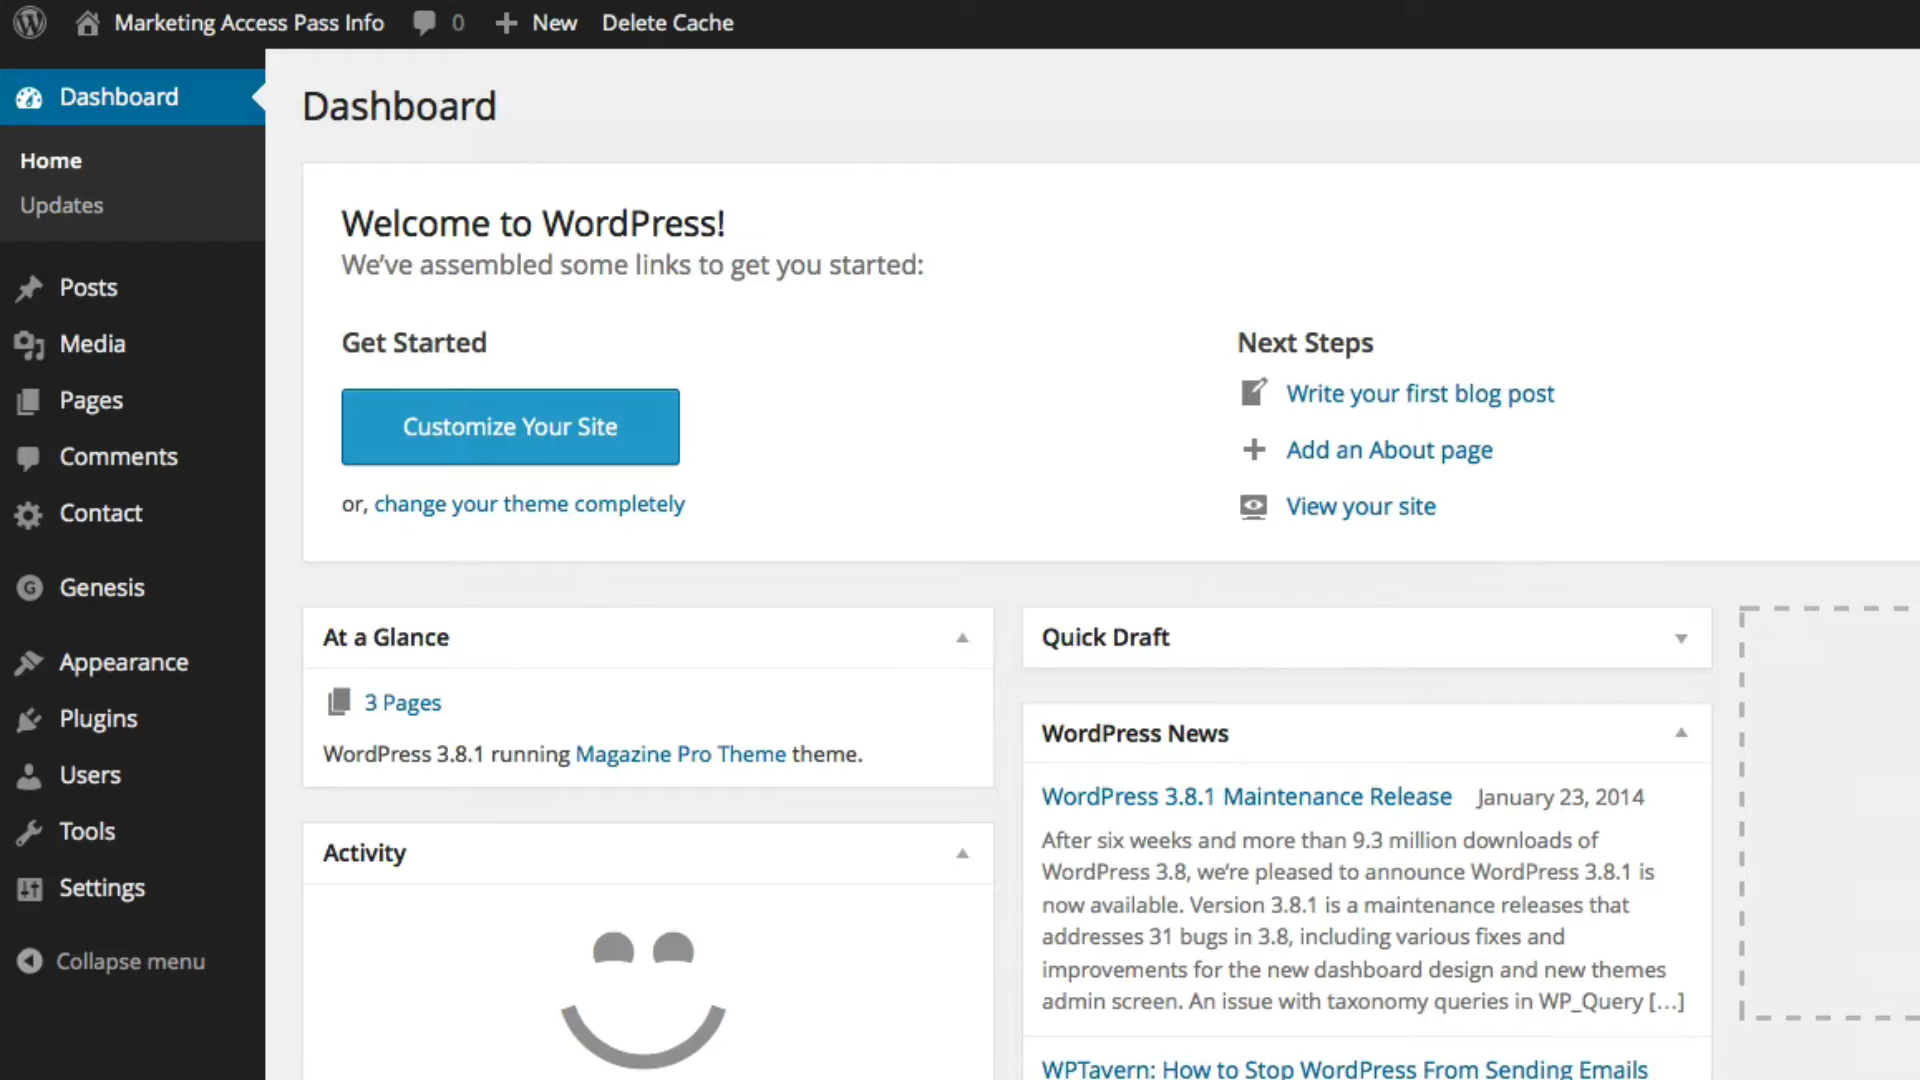 Marketing Access Pass Info 0 New Delete Cache
Dashboard
Home
Updates
Posts
Media
Pages
Comments
Contact
Genesis
Appearance
Plugins
Users
Tools
Settings
Collapse menu
Dashboard
Welcome to WordPress!
We've assembled some links to get you started:
Get Started
Customize Your Site
or, change your theme completely
Next Steps
Write your first blog post
Add an About page
View your site
At a Glance
3 Pages
WordPress 3.8.1 running Magazine Pro Theme theme.
Activity
Quick Draft
WordPress News
WordPress 3.8.1 Maintenance Release January 23, 2014
After six weeks and more than 9.3 million downloads of
WordPress 3.8, we're pleased to announce WordPress 3.8.1 is
now available. Version 3.8.1 is a maintenance releases that
addresses 31 bugs in 3.8, including various fixes and
improvements for the new dashboard design and new themes
admin screen. An issue with taxonomy queries in WP_Query [...]
WPTavern: How to Stop WordPress From Sending Emails